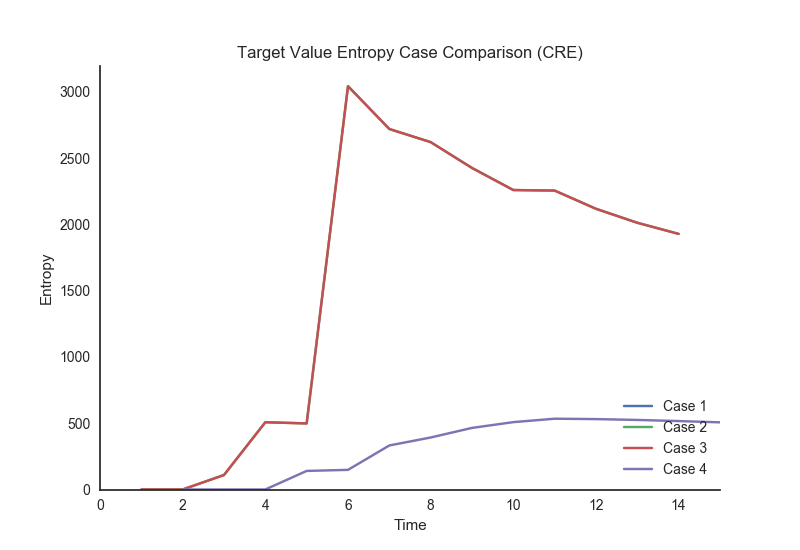 Target Value Entropy Case Comparison (CRE)
3000
2500
2000
1500
1000
500
0
Entropy
Case 1
Case 2
Case 3
Case 4
0 2 4 6 8 10 12 14
Time